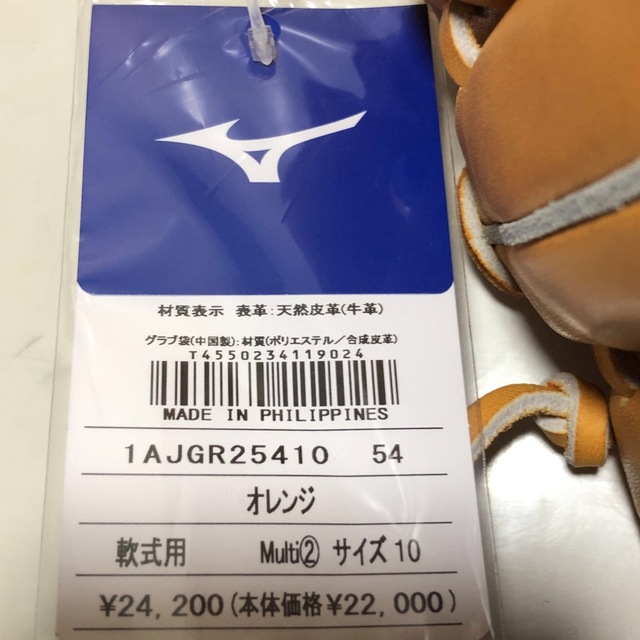 材質表示 表革:天然皮革(牛革)
グラブ袋(中国製):材質(ポリエステル/合成皮革)
T4550234119024
MADE IN PHILIPPINES
1AJGR25410 54
オレンジ
軟式用 Multi② サイズ10
¥24,200(本体価格¥22,000)